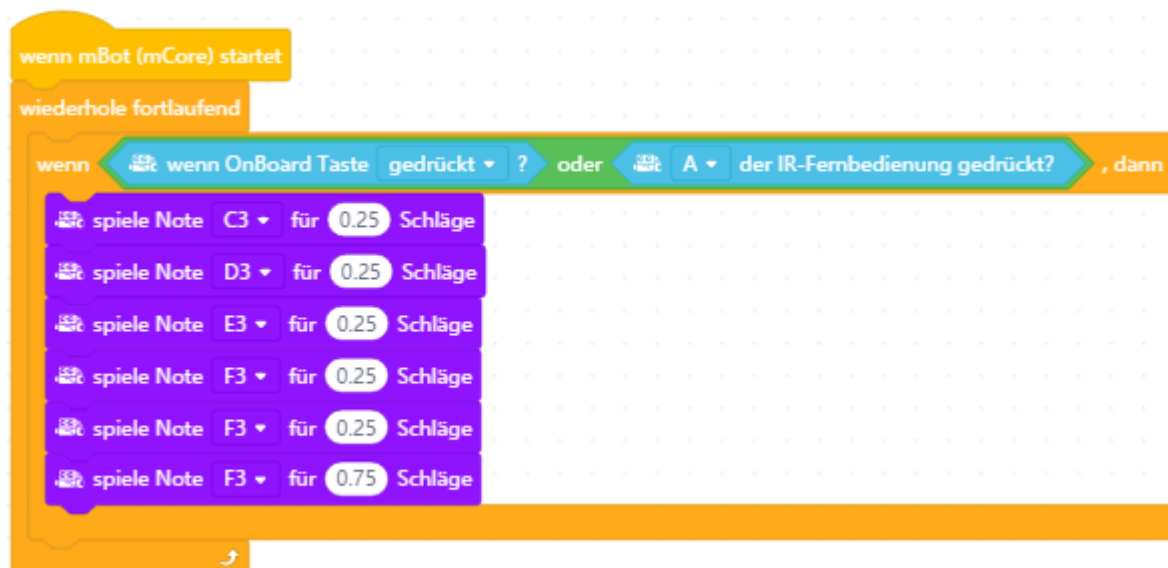 wenn mBot (mCore) startet
wiederhole fortlaufend
wenn wenn OnBoard Taste gedrückt ? oder A der IR-Fernbedienung gedrückt? , dann
spiele Note C3 für 0.25 Schläge
spiele Note D3 für 0.25 Schläge
spiele Note E3 für 0.25 Schläge
spiele Note F3 für 0.25 Schläge
spiele Note F3 für 0.25 Schläge
spiele Note F3 für 0.75 Schläge